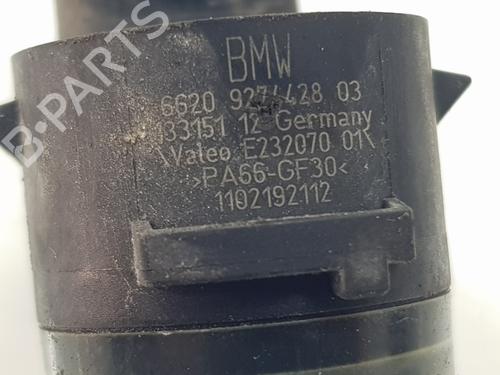 BMW
6620 9274428 03
133151 12 Germany
\Valeo E232070 01\
>PA66-GF30<
1102192112
B-PARTS